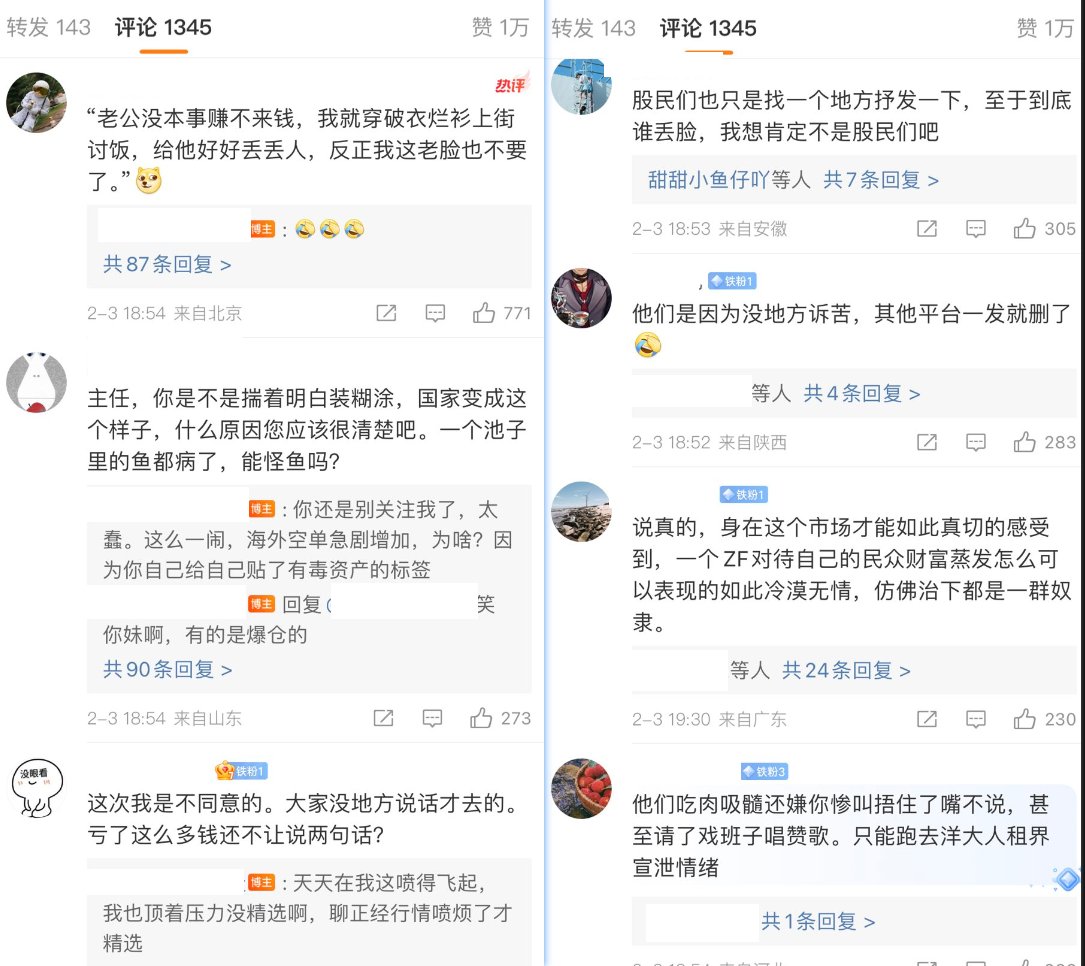 转发 143 评论 1345 赞 1万
热评
“老公没本事赚不来钱，我就穿破衣烂衫上街
讨饭，给他好好丢丢人，反正我这老脸也不要
了。”
博主：
共87条回复 >
2-3 18:54 来自北京 771
主任，你是不是揣着明白装糊涂，国家变成这
个样子，什么原因您应该很清楚吧。一个池子
里的鱼都病了，能怪鱼吗？
博主：你还是别关注我了，太
蠢。这么一闹，海外空单急剧增加，为啥？因
为你自己给自己贴了有毒资产的标签
博主 回复 笑
你妹啊，有的是爆仓的
共90条回复 >
2-3 18:54 来自山东 273
没眼看
铁粉1
这次我是不同意的。大家没地方说话才去的。
亏了这么多钱还不让说两句话？
博主：天天在我这喷得飞起，
我也顶着压力没精选啊，聊正经行情喷烦了才
精选
转发 143 评论 1345 赞 1万
股民们也只是找一个地方抒发一下，至于到底
谁丢脸，我想肯定不是股民们吧
甜甜小鱼仔吖等人 共7条回复 >
2-3 18:53 来自安徽 305
铁粉1
他们是因为没地方诉苦，其他平台一发就删了
等人 共4条回复 >
2-3 18:52 来自陕西 283
铁粉1
说真的，身在这个市场才能如此真切的感受
到，一个ZF对待自己的民众财富蒸发怎么可
以表现的如此冷漠无情，仿佛治下都是一群奴
隶。
等人 共24条回复 >
2-3 19:30 来自广东 230
铁粉3
他们吃肉吸髓还嫌你惨叫捂住了嘴不说，甚
至请了戏班子唱赞歌。只能跑去洋大人租界
宣泄情绪
共1条回复 >